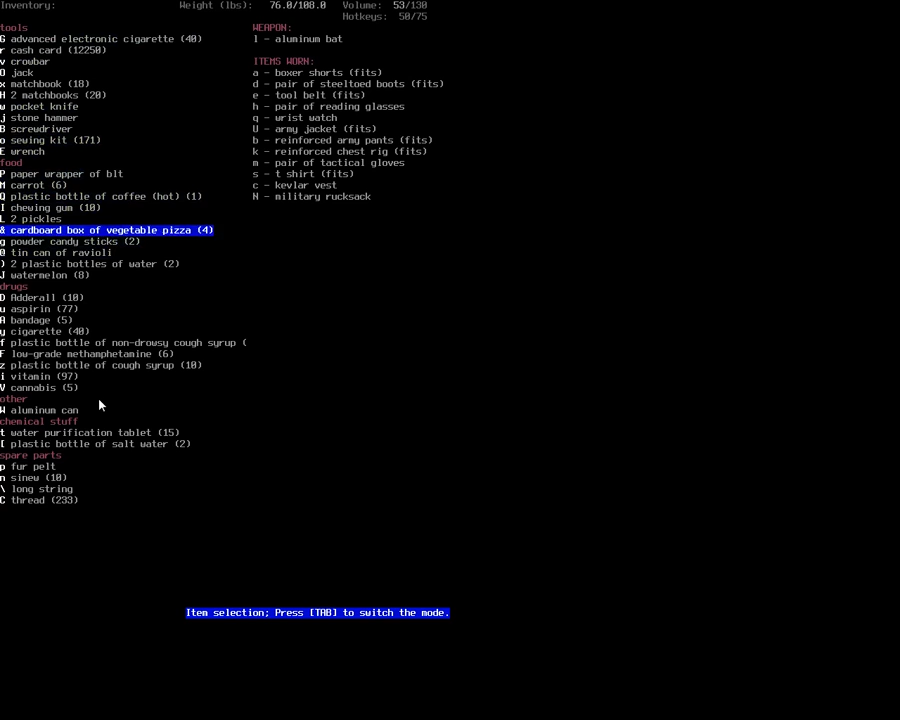 Inventory: Weight (lbs): 76.0/108.0 Volume: 53/130
Hotkeys: 50/75
tools
G advanced electronic cigarette (40)
r cash card (12250)
v crowbar
O jack
x matchbook (18)
H 2 matchbooks (20)
w pocket knife
j stone hammer
B screwdriver
o sewing kit (171)
E wrench
food
P paper wrapper of blt
M carrot (6)
Q plastic bottle of coffee (hot) (1)
I chewing gum (10)
L 2 pickles
& cardboard box of vegetable pizza (4)
g powder candy sticks (2)
0 tin can of ravioli
) 2 plastic bottles of water (2)
J watermelon (8)
drugs
D Adderall (10)
u aspirin (77)
A bandage (5)
y cigarette (40)
f plastic bottle of non-drowsy cough syrup (
F low-grade methamphetamine (6)
z plastic bottle of cough syrup (10)
i vitamin (97)
V cannabis (5)
other
W aluminum can
chemical stuff
t water purification tablet (15)
[ plastic bottle of salt water (2)
spare parts
p fur pelt
n sinew (10)
\ long string
C thread (233)
WEAPON:
l - aluminum bat
ITEMS WORN:
a - boxer shorts (fits)
d - pair of steeltoed boots (fits)
e - tool belt (fits)
h - pair of reading glasses
q - wrist watch
U - army jacket (fits)
b - reinforced army pants (fits)
k - reinforced chest rig (fits)
m - pair of tactical gloves
s - t shirt (fits)
c - kevlar vest
N - military rucksack
Item selection; Press [TAB] to switch the mode.